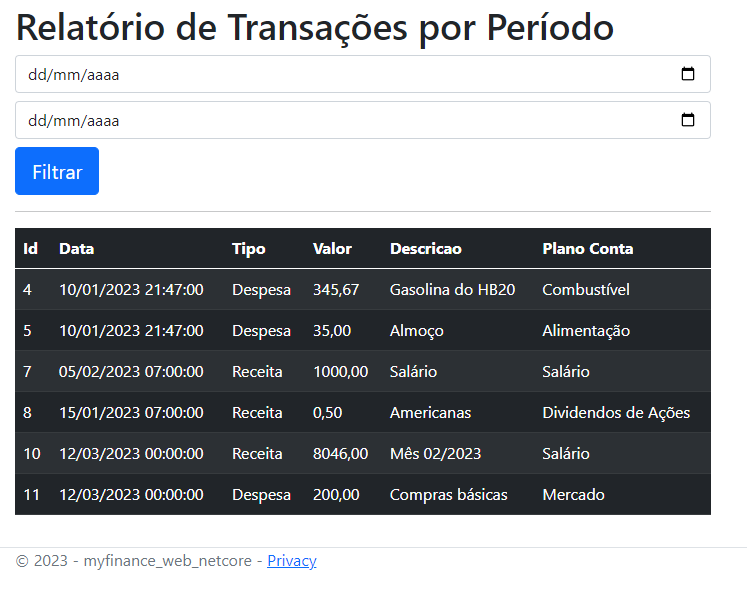 Relatório de Transações por Período
dd/mm/aaaa
dd/mm/aaaa
Filtrar
Id Data Tipo Valor Descricao Plano Conta
4 10/01/2023 21:47:00 Despesa 345,67 Gasolina do HB20 Combustível
5 10/01/2023 21:47:00 Despesa 35,00 Almoço Alimentação
7 05/02/2023 07:00:00 Receita 1000,00 Salário Salário
8 15/01/2023 07:00:00 Receita 0,50 Americanas Dividendos de Ações
10 12/03/2023 00:00:00 Receita 8046,00 Mês 02/2023 Salário
11 12/03/2023 00:00:00 Despesa 200,00 Compras básicas Mercado
© 2023 - myfinance_web_netcore - Privacy